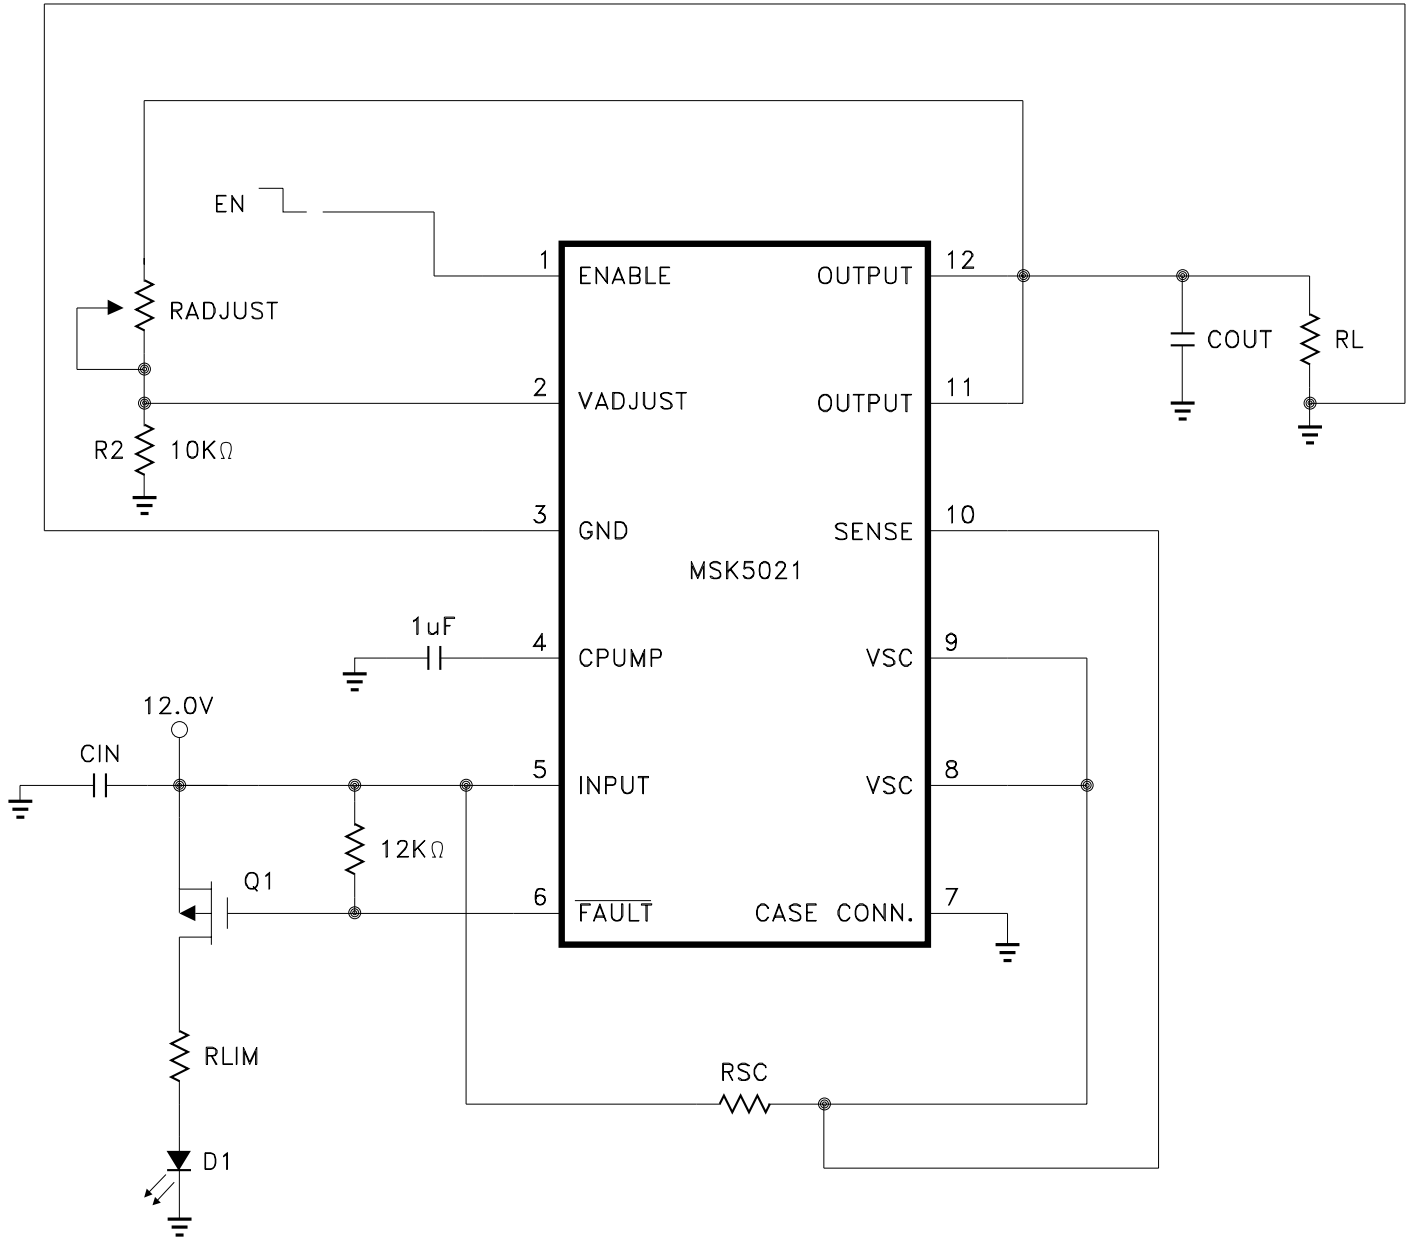 EN
1
ENABLE
OUTPUT
12
RADJUST
COUT
RL
2
VADJUST
OUTPUT
11
R2
10KΩ
3
GND
SENSE
10
MSK5021
1uF
4
CPUMP
VSC
9
12.0V
CIN
5
INPUT
VSC
8
12KΩ
Q1
6
FAULT
CASE CONN.
7
RLIM
RSC
D1